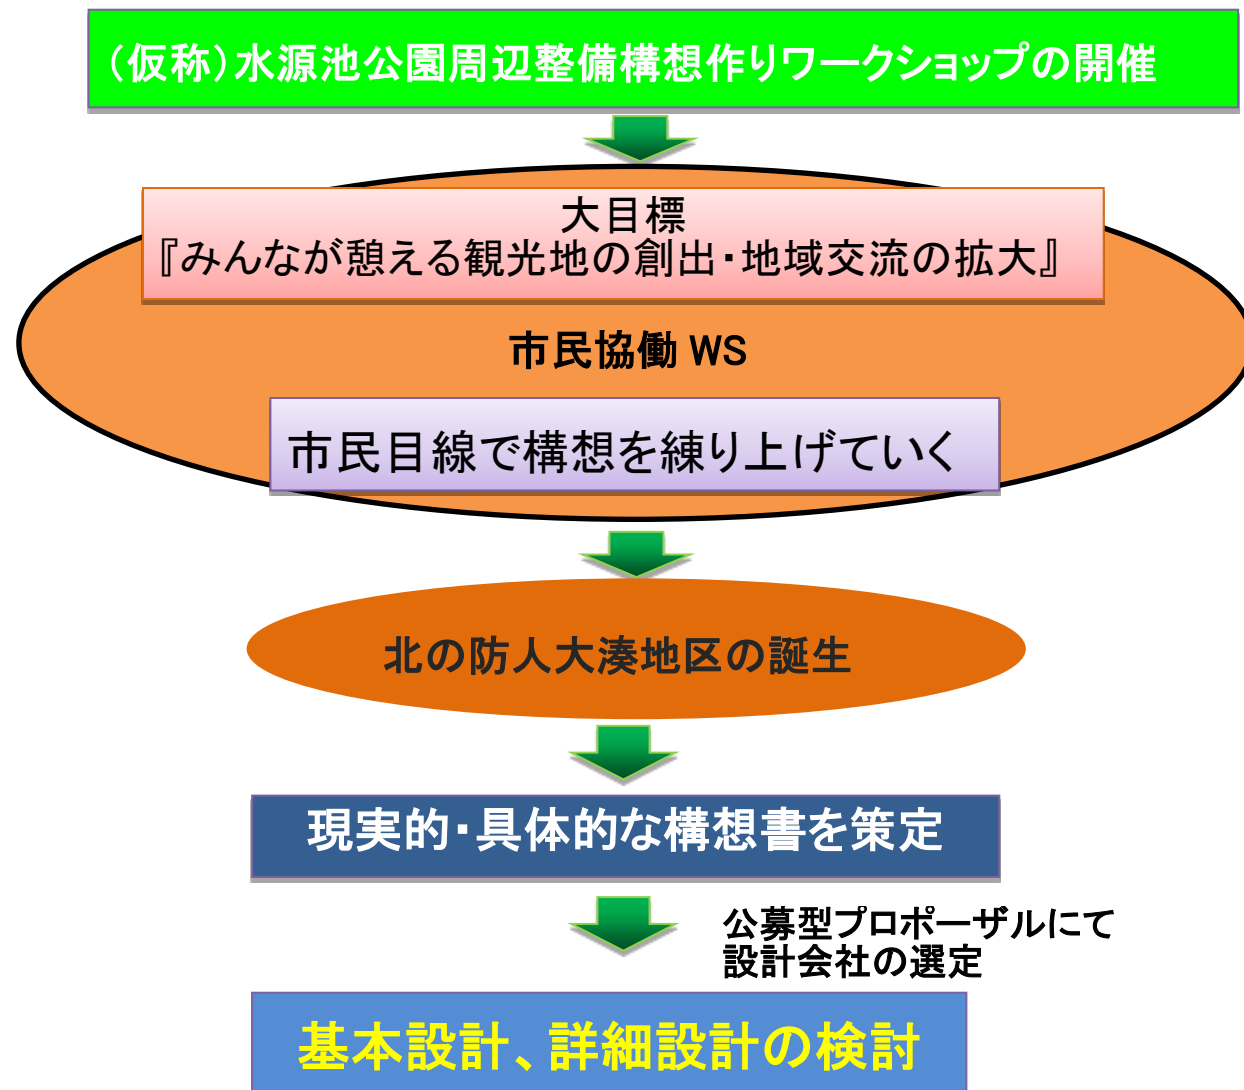 （仮称）水源池公園周辺整備構想作りワークショップの開催
大目標
『みんなが憩える観光地の創出・地域交流の拡大』
市民協働 WS
市民目線で構想を練り上げていく
北の防人大湊地区の誕生
現実的・具体的な構想書を策定
公募型プロポーザルにて
設計会社の選定
基本設計、詳細設計の検討